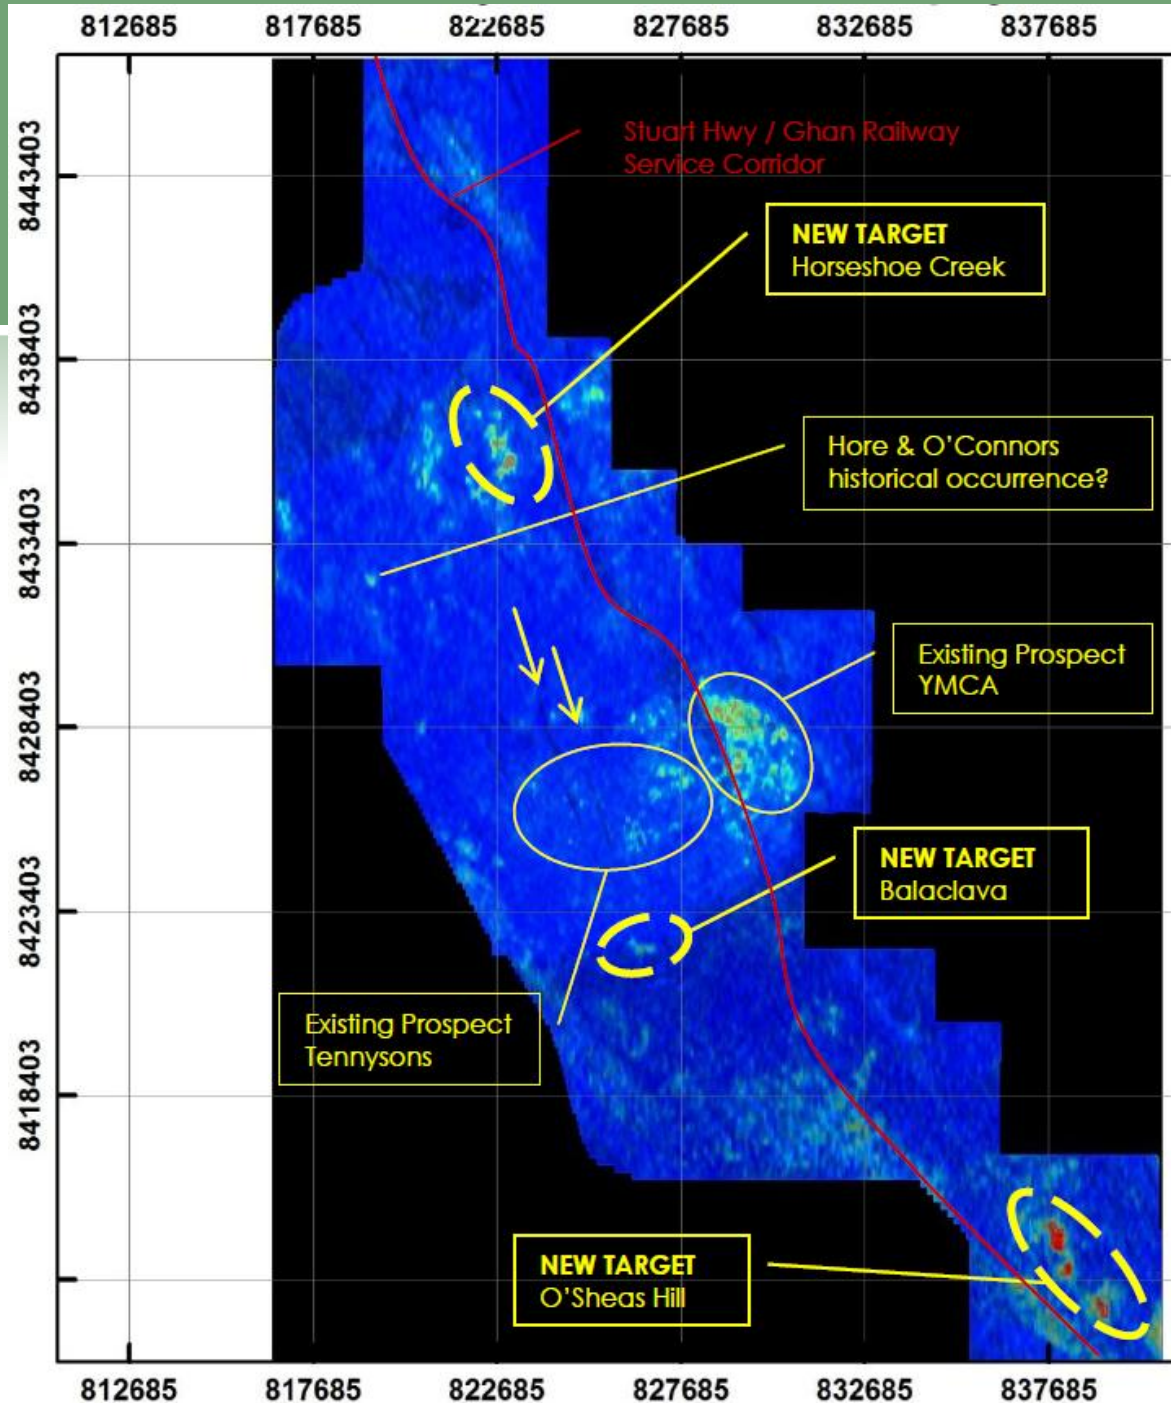 812685 817685 822685 827685 832685 837685
8443403
Stuart Hwy / Ghan Railway
Service Corridor
NEW TARGET
Horseshoe Creek
8438403
Hore & O'Connors
historical occurrence?
8433403
Existing Prospect
YMCA
8428403
NEW TARGET
Balaclava
8423403
Existing Prospect
Tennysons
8418403
NEW TARGET
O'Sheas Hill
812685 817685 822685 827685 832685 837685